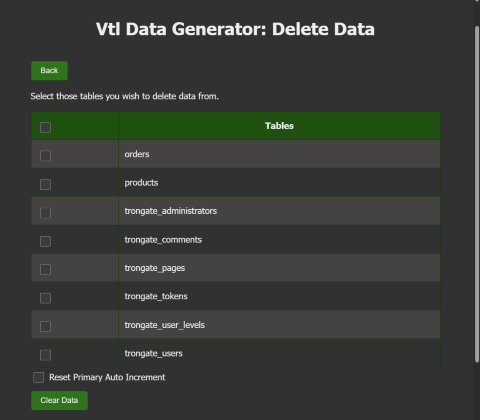 Vtl Data Generator: Delete Data
Back
Select those tables you wish to delete data from.
Tables
orders
products
trongate_administrators
trongate_comments
trongate_pages
trongate_tokens
trongate_user_levels
trongate_users
Reset Primary Auto Increment
Clear Data